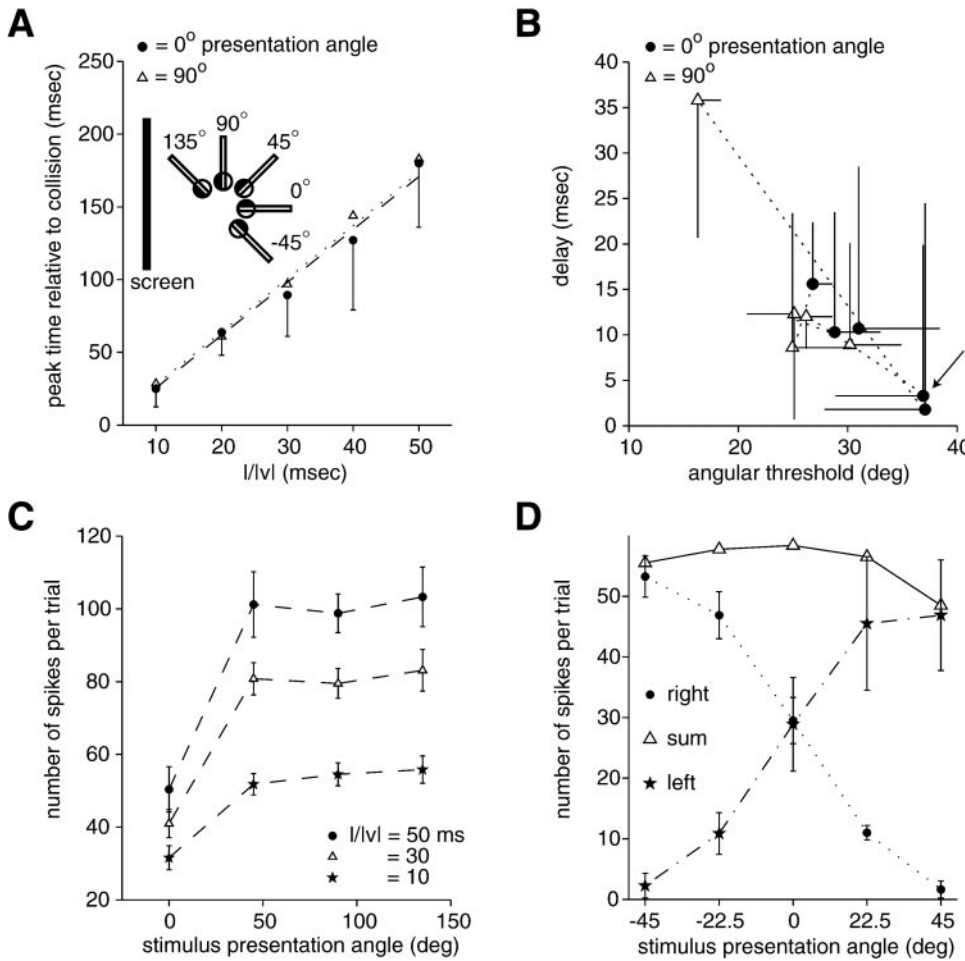 A
● = 0° presentation angle
△ = 90°
250
200
150
100
50
0
peak time relative to collision (msec)
135°
90°
45°
0°
-45°
screen
10
20
30
40
50
l/|v| (msec)
B
● = 0° presentation angle
△ = 90°
40
35
30
25
20
15
10
5
0
delay (msec)
10
20
30
40
angular threshold (deg)
C
120
100
80
60
40
20
number of spikes per trial
l/|v| = 50 ms
= 30
= 10
0
50
100
150
stimulus presentation angle (deg)
D
50
40
30
20
10
0
number of spikes per trial
right
sum
left
-45
-22.5
0
22.5
45
stimulus presentation angle (deg)